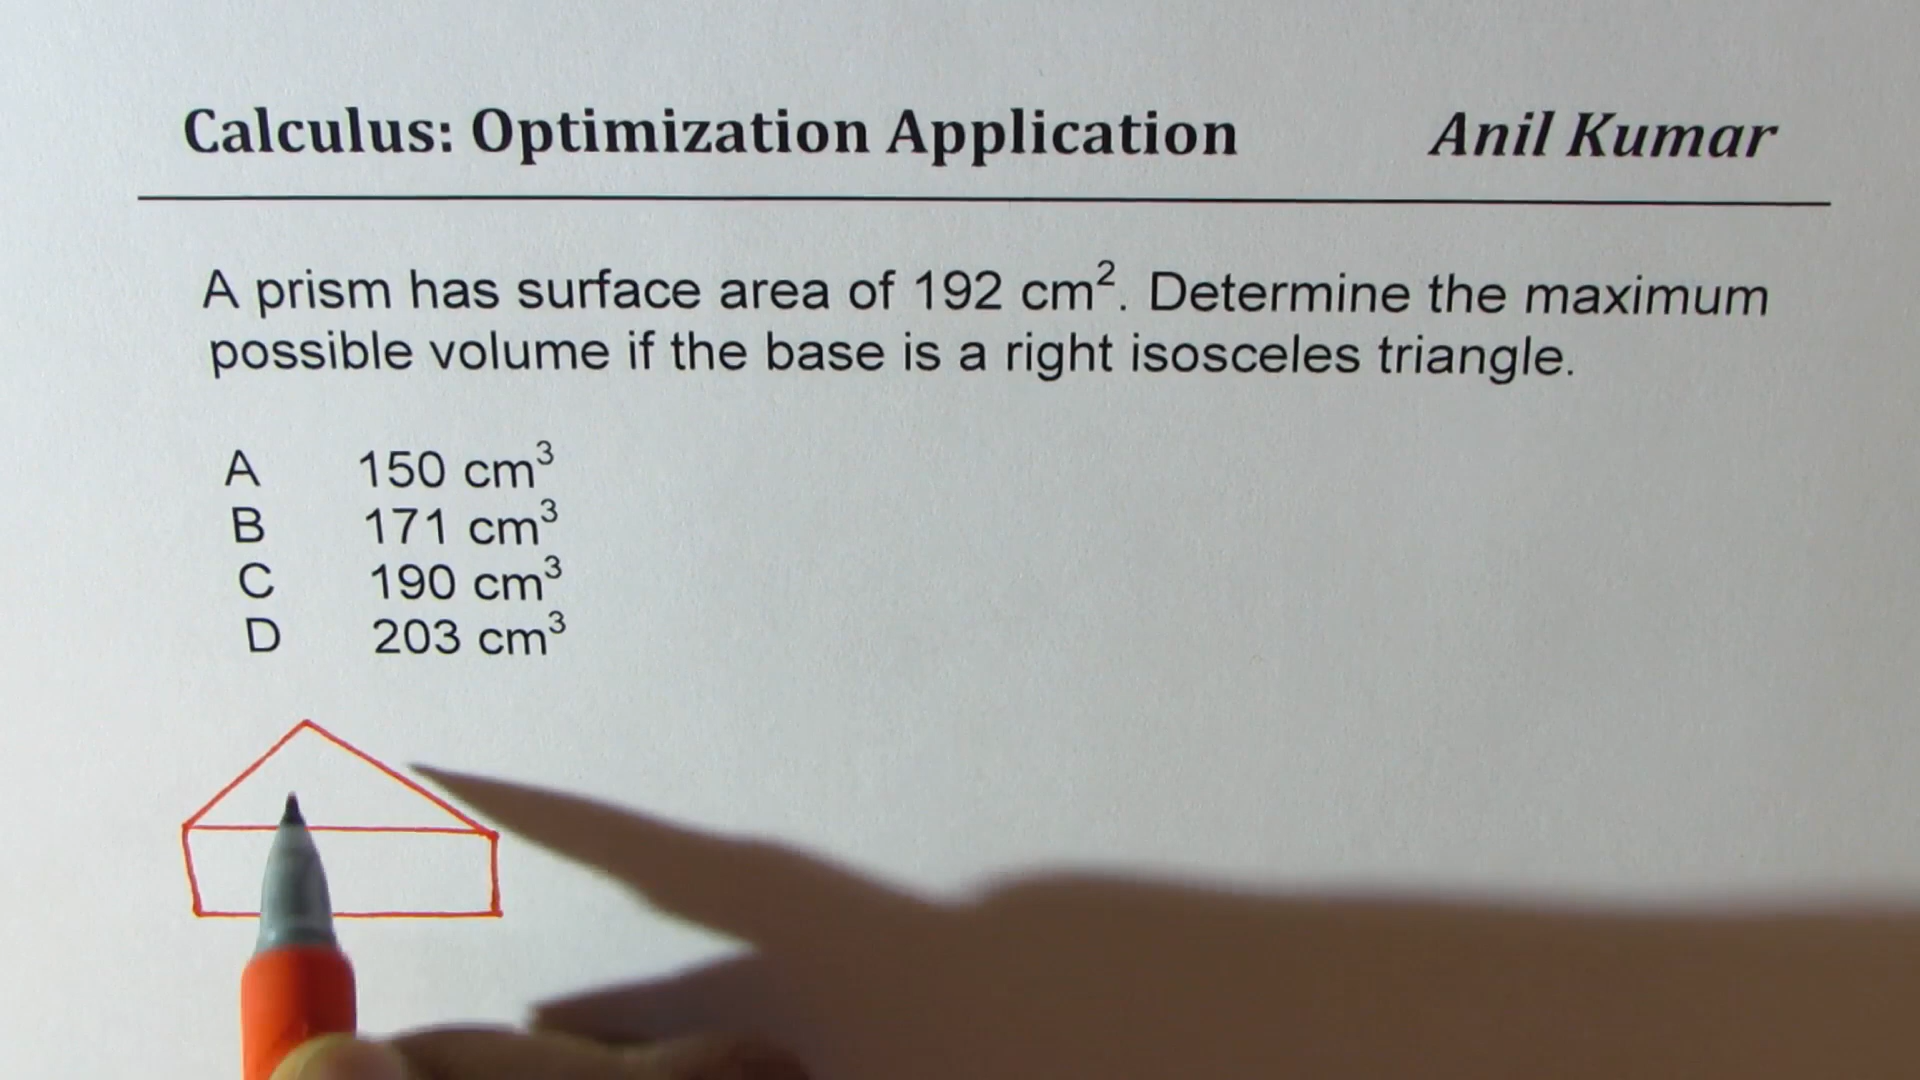 Calculus: Optimization Application Anil Kumar
A prism has surface area of 192 cm². Determine the maximum
possible volume if the base is a right isosceles triangle.
A 150 cm³
B 171 cm³
C 190 cm³
D 203 cm³